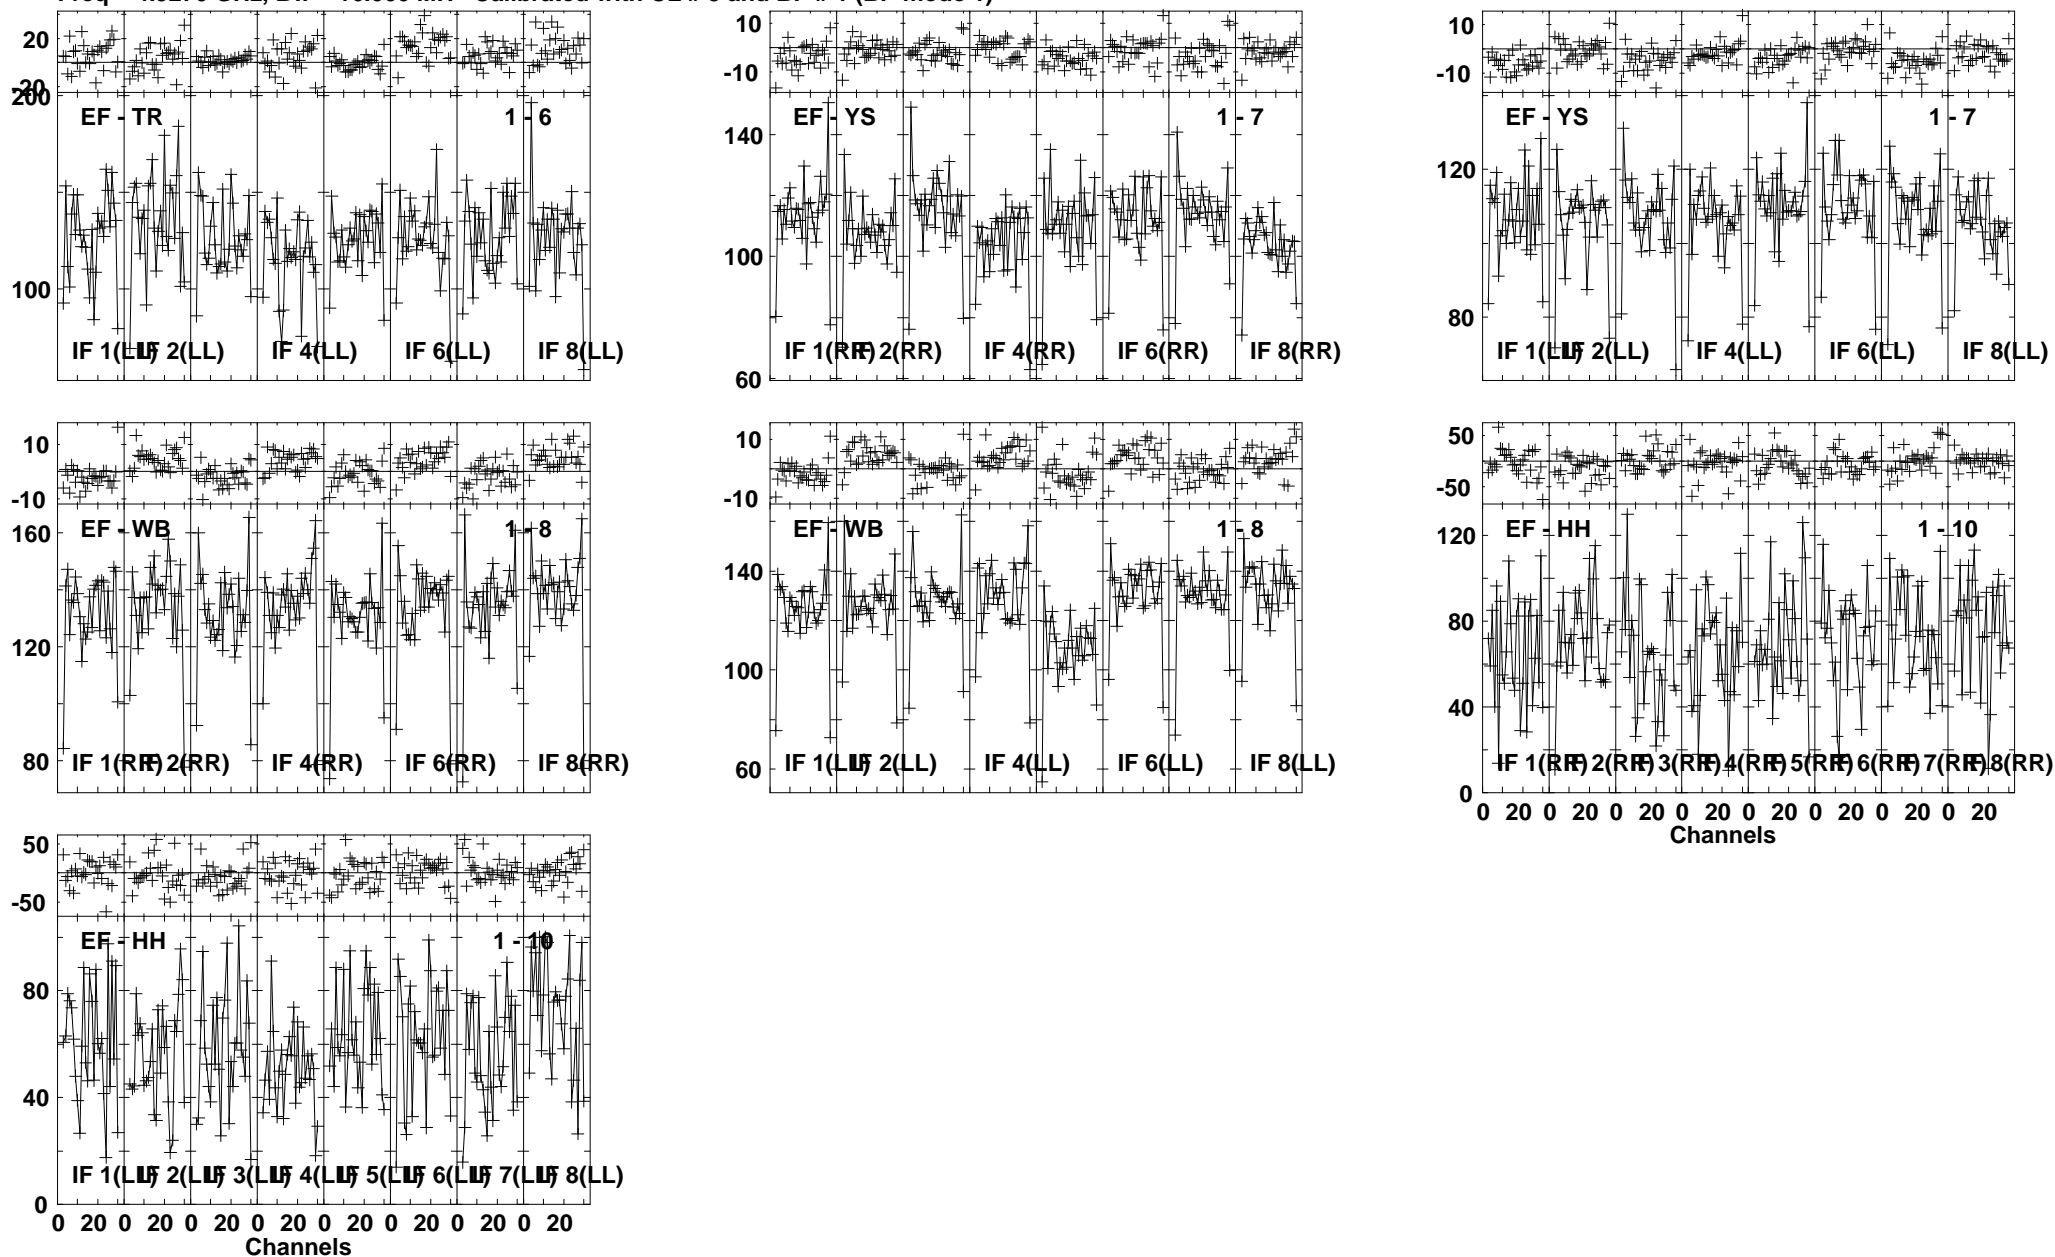 20
20
200
EF - TR 1 - 6
100
IF 1(LL) IF 2(LL) IF 4(LL) IF 6(LL) IF 8(LL)
10
-10
EF - YS 1 - 7
140
100
60
IF 1(RR) IF 2(RR) IF 4(RR) IF 6(RR) IF 8(RR)
10
-10
EF - YS 1 - 7
120
80
IF 1(LL) IF 2(LL) IF 4(LL) IF 6(LL) IF 8(LL)
10
-10
EF - WB 1 - 8
160
120
80
IF 1(RR) IF 2(RR) IF 4(RR) IF 6(RR) IF 8(RR)
10
-10
EF - WB 1 - 8
140
100
60
IF 1(LL) IF 2(LL) IF 4(LL) IF 6(LL) IF 8(LL)
50
-50
EF - HH 1 - 10
120
80
40
IF 1(RR) IF 2(RR) IF 3(RR) IF 4(RR) IF 5(RR) IF 6(RR) IF 7(RR) IF 8(RR)
0
0 20 0 20 0 20 0 20 0 20 0 20 0 20 0 20
Channels
50
-50
EF - HH 1 - 10
80
40
IF 1(LL) IF 2(LL) IF 3(LL) IF 4(LL) IF 5(LL) IF 6(LL) IF 7(LL) IF 8(LL)
0
0 20 0 20 0 20 0 20 0 20 0 20 0 20 0 20
Channels